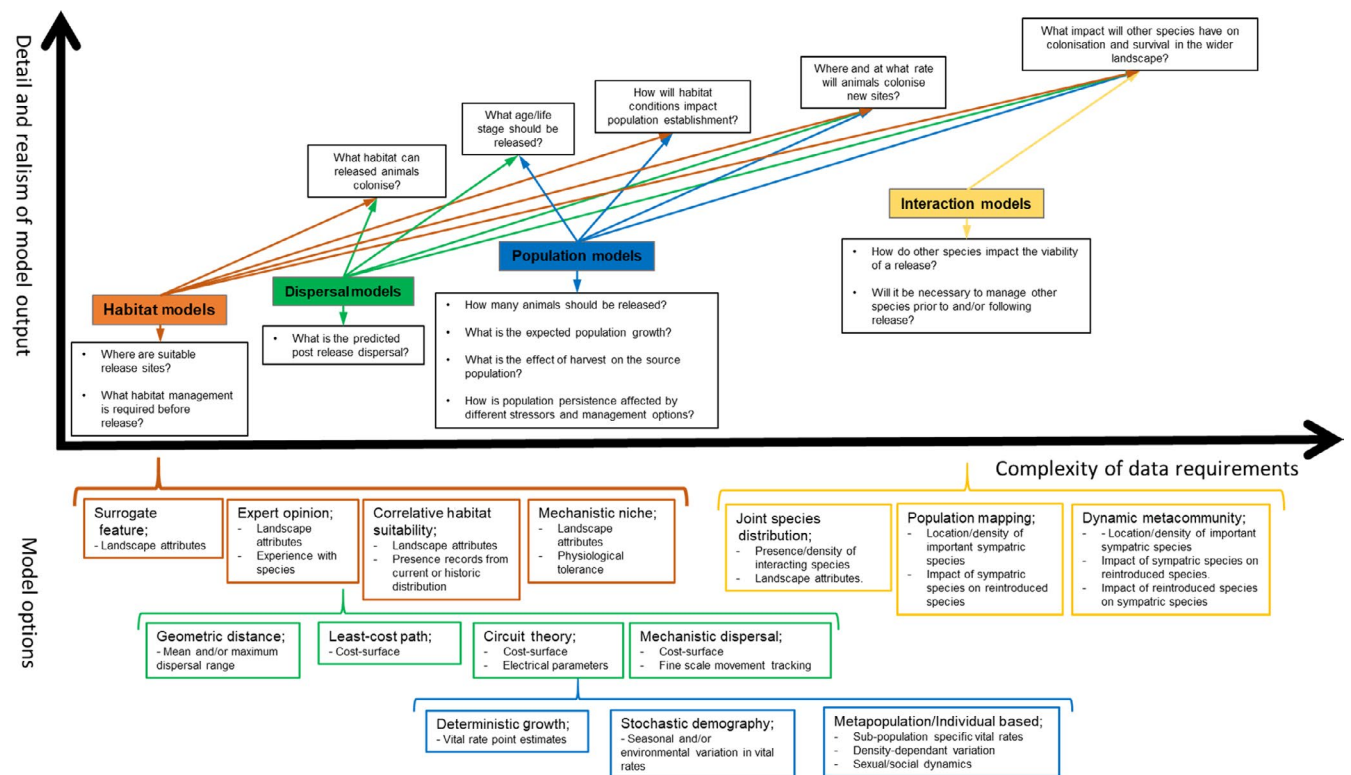 Detail and realism of model output
What impact will other species have on
colonisation and survival in the wider
landscape?
Where and at what rate
will animals colonise
new sites?
How will habitat
conditions impact
population establishment?
What age/life
stage should be
released?
What habitat can
released animals
colonise?
Interaction models
• How do other species impact the viability
of a release?
• Will it be necessary to manage other
species prior to and/or following
release?
Population models
• How many animals should be released?
• What is the expected population growth?
• What is the effect of harvest on the source
population?
• How is population persistence affected by
different stressors and management options?
Dispersal models
• What is the predicted
post release dispersal?
Habitat models
• Where are suitable
release sites?
• What habitat management
is required before
release?
Complexity of data requirements
Model options
Surrogate
feature;
- Landscape attributes
Expert opinion;
- Landscape
attributes
- Experience with
species
Correlative habitat
suitability;
- Landscape attributes
- Presence records from
current or historic
distribution
Mechanistic niche;
- Landscape
attributes
- Physiological
tolerance
Joint species
distribution;
- Presence/density of
interacting species
- Landscape attributes.
Population mapping;
- Location/density of
important sympatric
species
- Impact of sympatric
species on reintroduced
species
Dynamic metacommunity;
- - Location/density of important
sympatric species
- Impact of sympatric species on
reintroduced species.
- Impact of reintroduced species
on sympatric species
Geometric distance;
- Mean and/or maximum
dispersal range
Least-cost path;
- Cost-surface
Circuit theory;
- Cost-surface
- Electrical parameters
Mechanistic dispersal;
- Cost-surface
- Fine scale movement tracking
Deterministic growth;
- Vital rate point estimates
Stochastic demography;
- Seasonal and/or
environmental variation in vital
rates
Metapopulation/Individual based;
- Sub-population specific vital rates
- Density-dependant variation
- Sexual/social dynamics